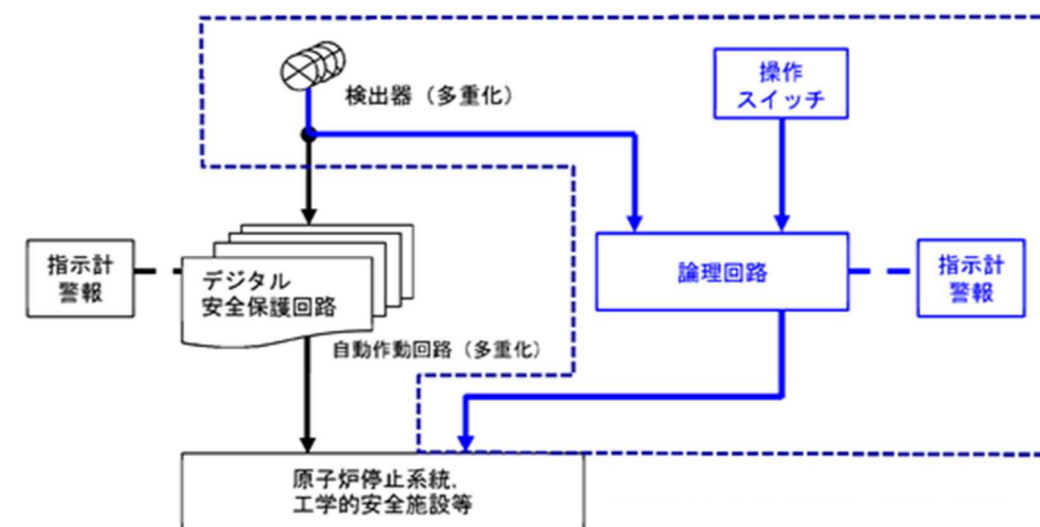 検出器（多重化）
操作
スイッチ
指示計
警報
デジタル
安全保護回路
論理回路
指示計
警報
自動作動回路（多重化）
原子炉停止系統，
工学的安全施設等